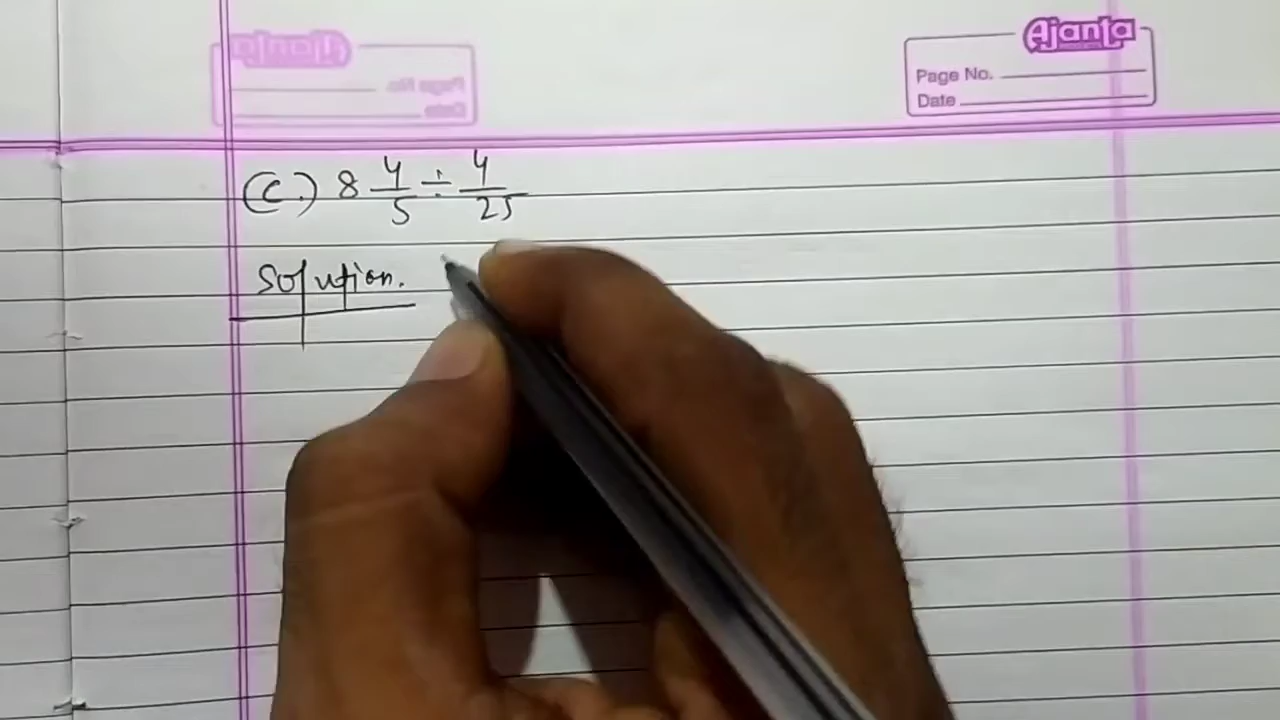 Ajanta
Page No.
Date
(C.) 8 4/5 ÷ 4/25
Solution.